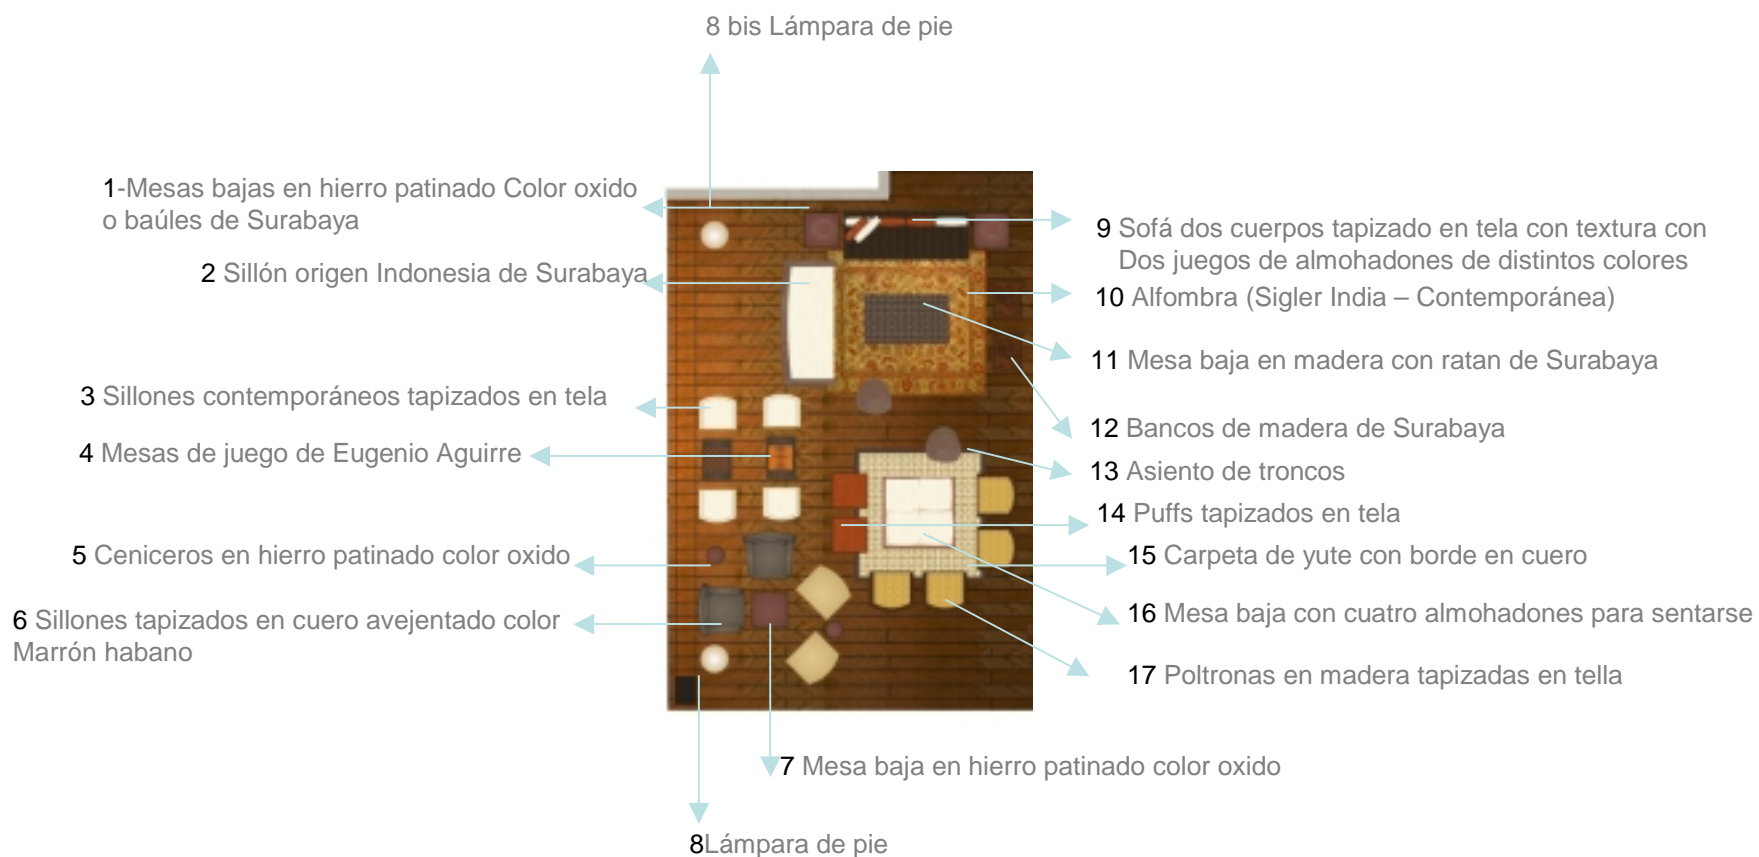 8 bis Lámpara de pie
1-Mesas bajas en hierro patinado Color oxido
o baúles de Surabaya
2 Sillón origen Indonesia de Surabaya
3 Sillones contemporáneos tapizados en tela
4 Mesas de juego de Eugenio Aguirre
5 Ceniceros en hierro patinado color oxido
6 Sillones tapizados en cuero avejentado color
Marrón habano
7 Mesa baja en hierro patinado color oxido
8Lámpara de pie
9 Sofá dos cuerpos tapizado en tela con textura con
Dos juegos de almohadones de distintos colores
10 Alfombra (Sigler India – Contemporánea)
11 Mesa baja en madera con ratan de Surabaya
12 Bancos de madera de Surabaya
13 Asiento de troncos
14 Puffs tapizados en tela
15 Carpeta de yute con borde en cuero
16 Mesa baja con cuatro almohadones para sentarse
17 Poltronas en madera tapizadas en tella